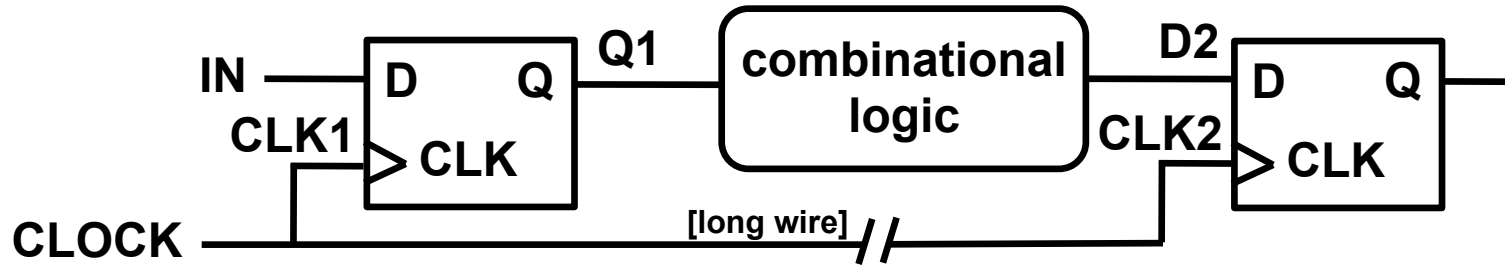 IN
D
Q
CLK1
CLK
Q1
combinational
logic
D2
D
Q
CLK2
CLK
CLOCK
[long wire]